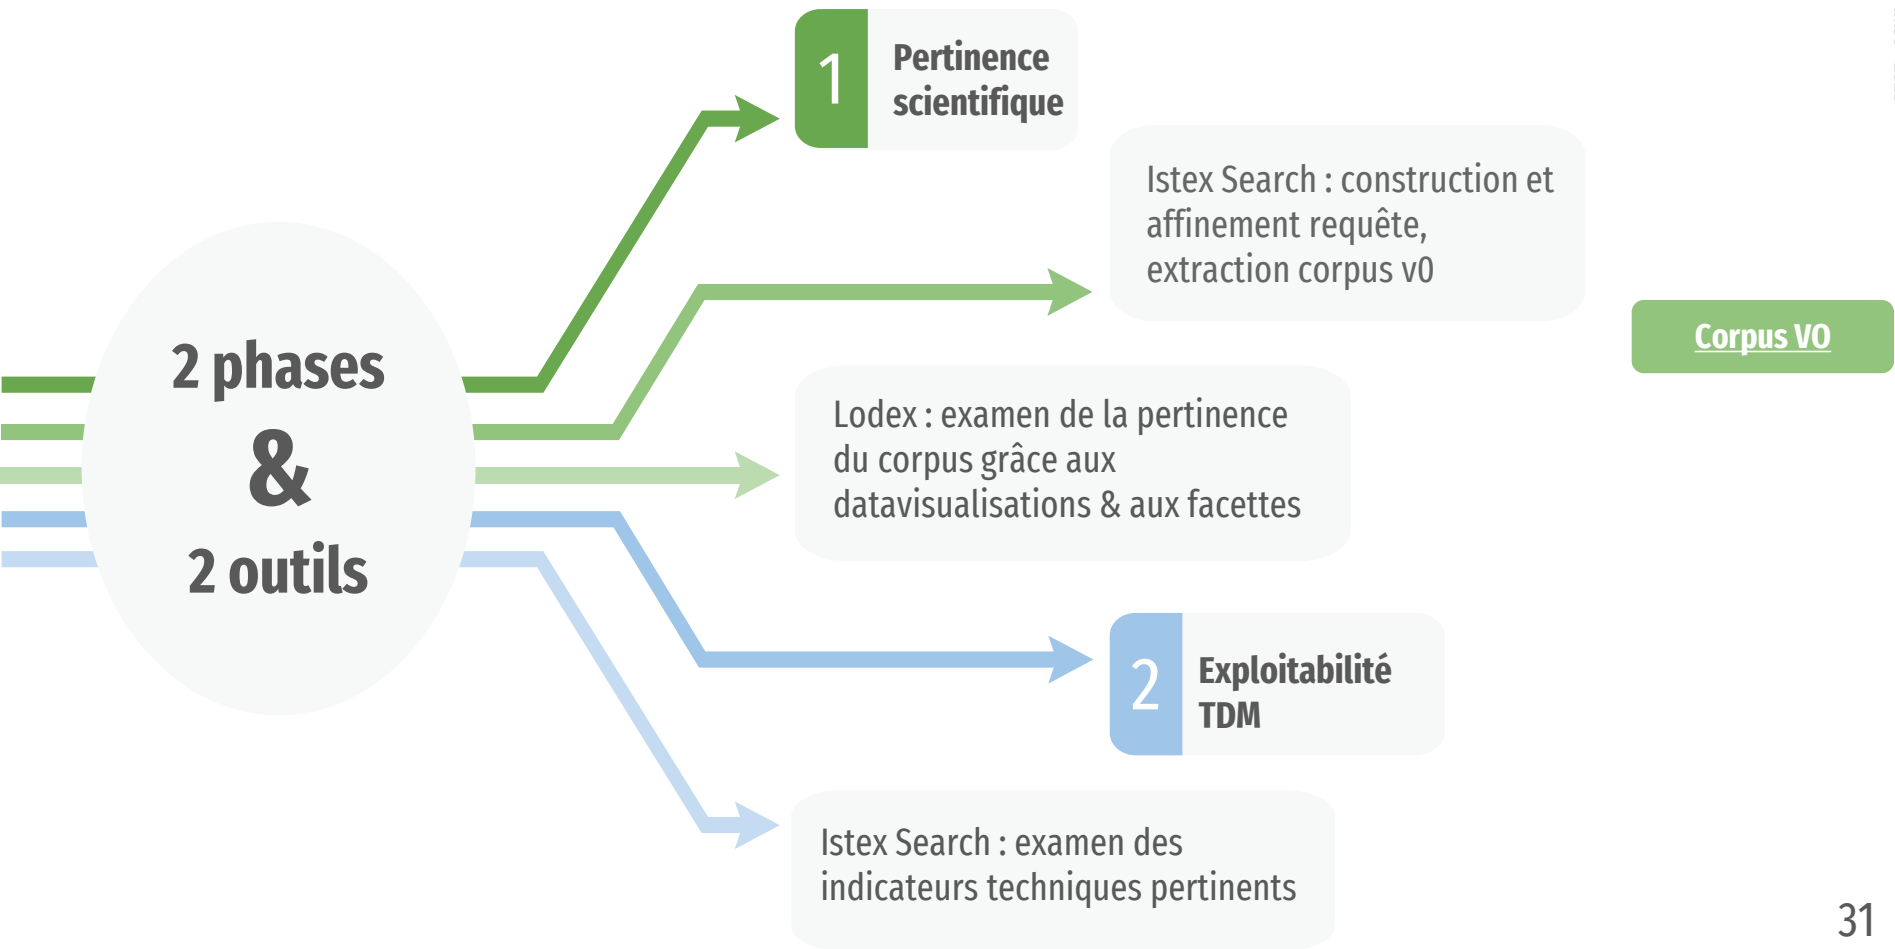 2 phases
&
2 outils
1
Pertinence
scientifique
Istex Search : construction et
affinement requête,
extraction corpus v0
Corpus V0
Lodex : examen de la pertinence
du corpus grâce aux
datavisualisations & aux facettes
2
Exploitabilité
TDM
Istex Search : examen des
indicateurs techniques pertinents
31